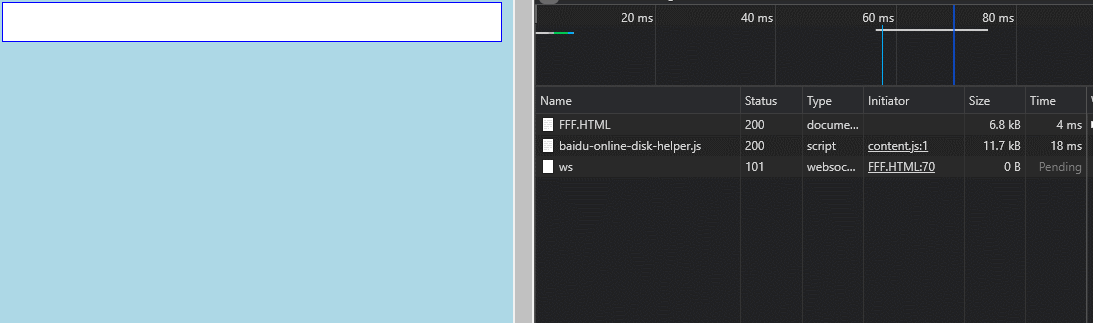 20 ms 40 ms 60 ms 80 ms
Name Status Type Initiator Size Time
FFF.HTML 200 docume... 6.8 kB 4 ms
baidu-online-disk-helper.js 200 script content.js:1 11.7 kB 18 ms
ws 101 websoc... FFF.HTML:70 0 B Pending